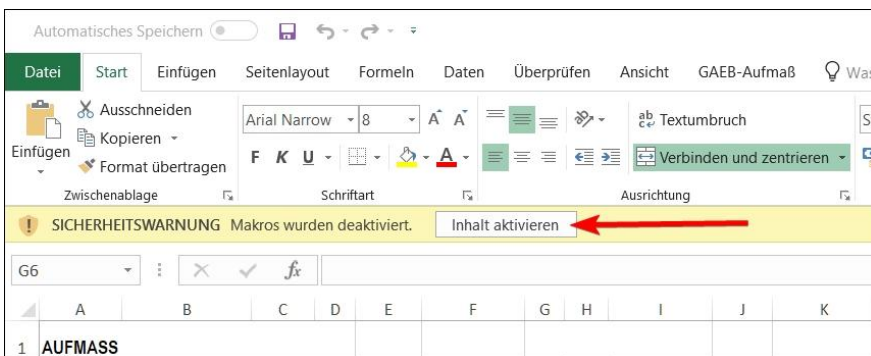 Automatisches Speichern
Datei Start Einfügen Seitenlayout Formeln Daten Überprüfen Ansicht GAEB-Aufmaß
Ausschneiden
Kopieren
Format übertragen
Einfügen
Arial Narrow 8 A A
F K U A
ab Textumbruch
Verbinden und zentrieren
Zwischenablage Schriftart Ausrichtung
SICHERHEITSWARNUNG Makros wurden deaktiviert. Inhalt aktivieren
G6 fx
A B C D E F G H I J K
1 AUFMASS